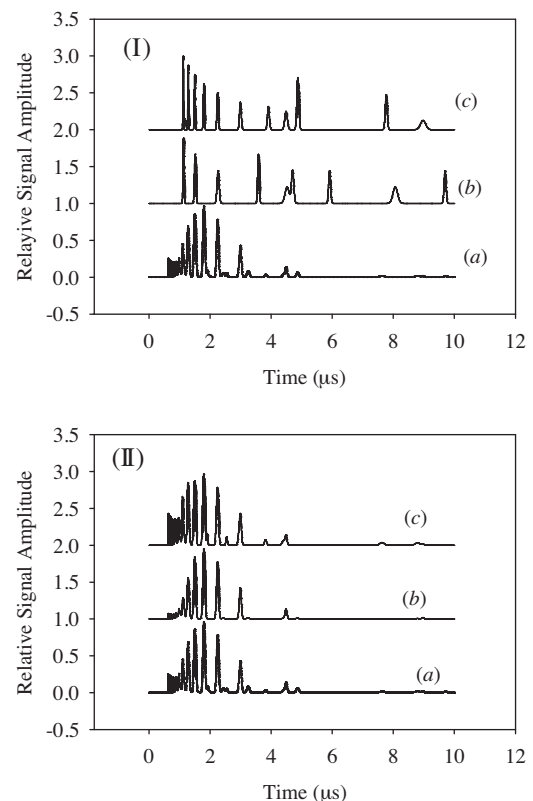 (I)
3.5
3.0
2.5
2.0
1.5
1.0
0.5
0.0
-0.5
Relayive Signal Amplitude
(c)
(b)
(a)
0 2 4 6 8 10 12
Time (μs)
(II)
3.5
3.0
2.5
2.0
1.5
1.0
0.5
0.0
-0.5
Relative Signal Amplitude
(c)
(b)
(a)
0 2 4 6 8 10 12
Time (μs)